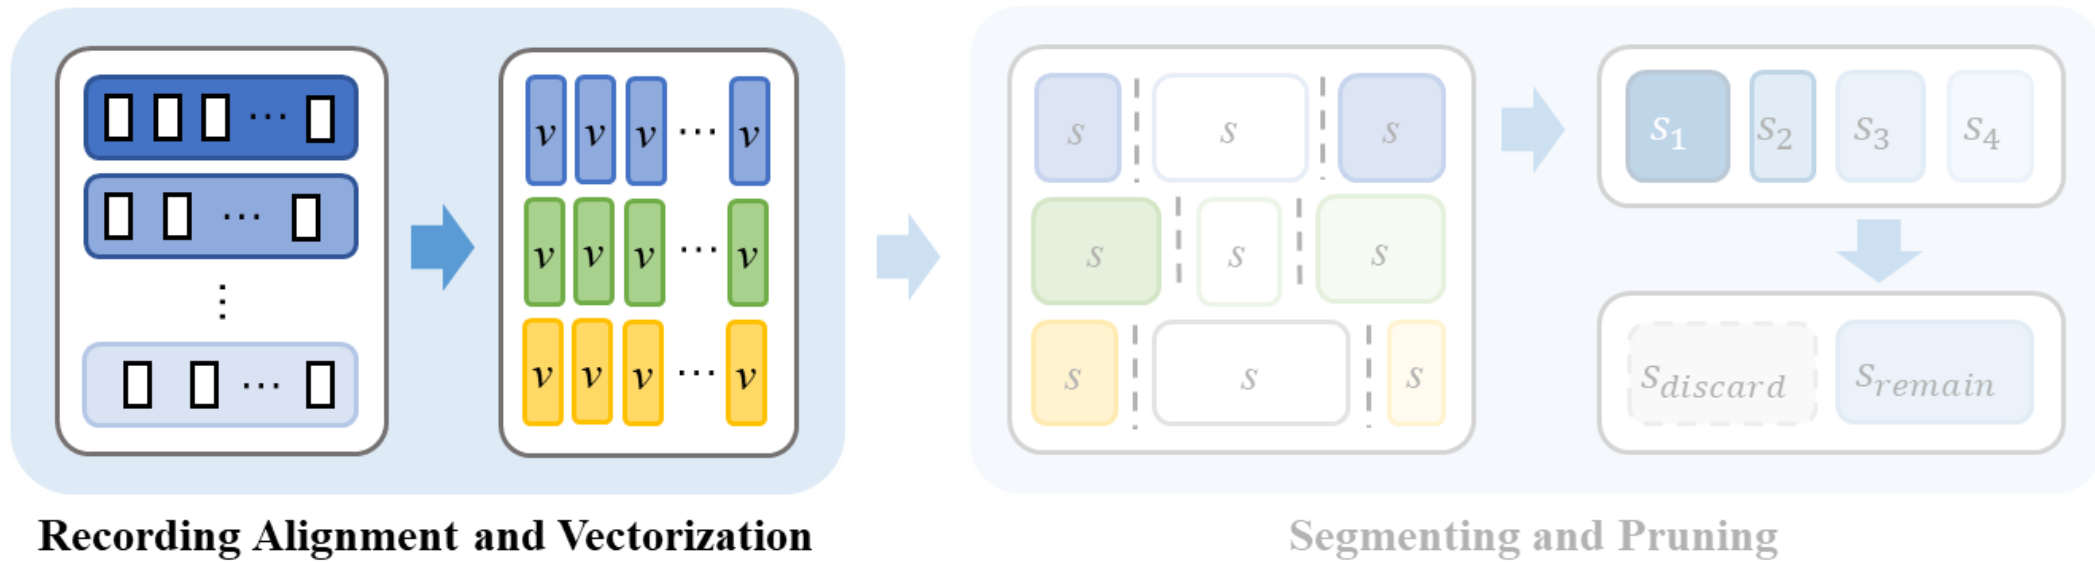 v v v ... v
v v v ... v
v v v ... v
s s s
s s s
s s s
s1 s2 s3 s4
sdiscard sremain
Recording Alignment and Vectorization
Segmenting and Pruning